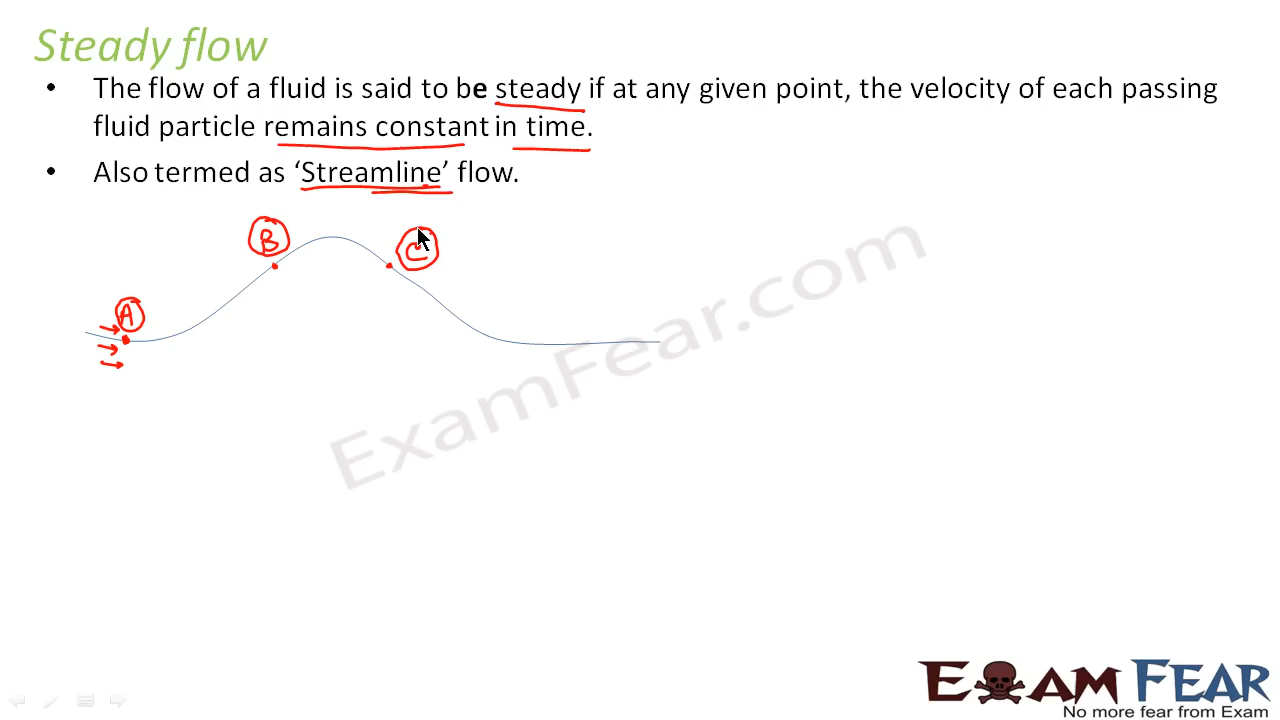 Steady flow
• The flow of a fluid is said to be steady if at any given point, the velocity of each passing
fluid particle remains constant in time.
• Also termed as ‘Streamline’ flow.
B
C
A
ExamFear.com
EXAM FEAR
No more fear from Exam